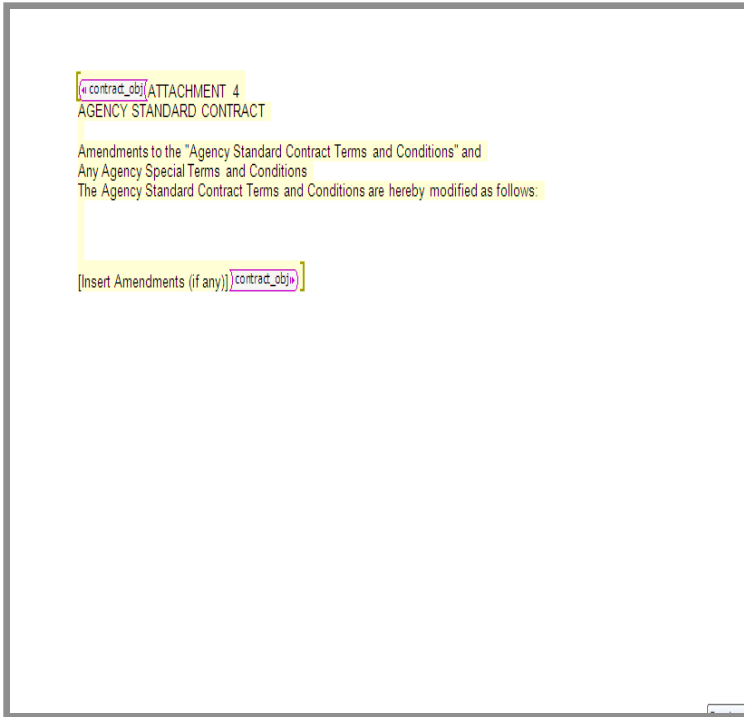 contract_obj ATTACHMENT 4
AGENCY STANDARD CONTRACT
Amendments to the "Agency Standard Contract Terms and Conditions" and
Any Agency Special Terms and Conditions
The Agency Standard Contract Terms and Conditions are hereby modified as follows:
[Insert Amendments (if any)] contract_obj